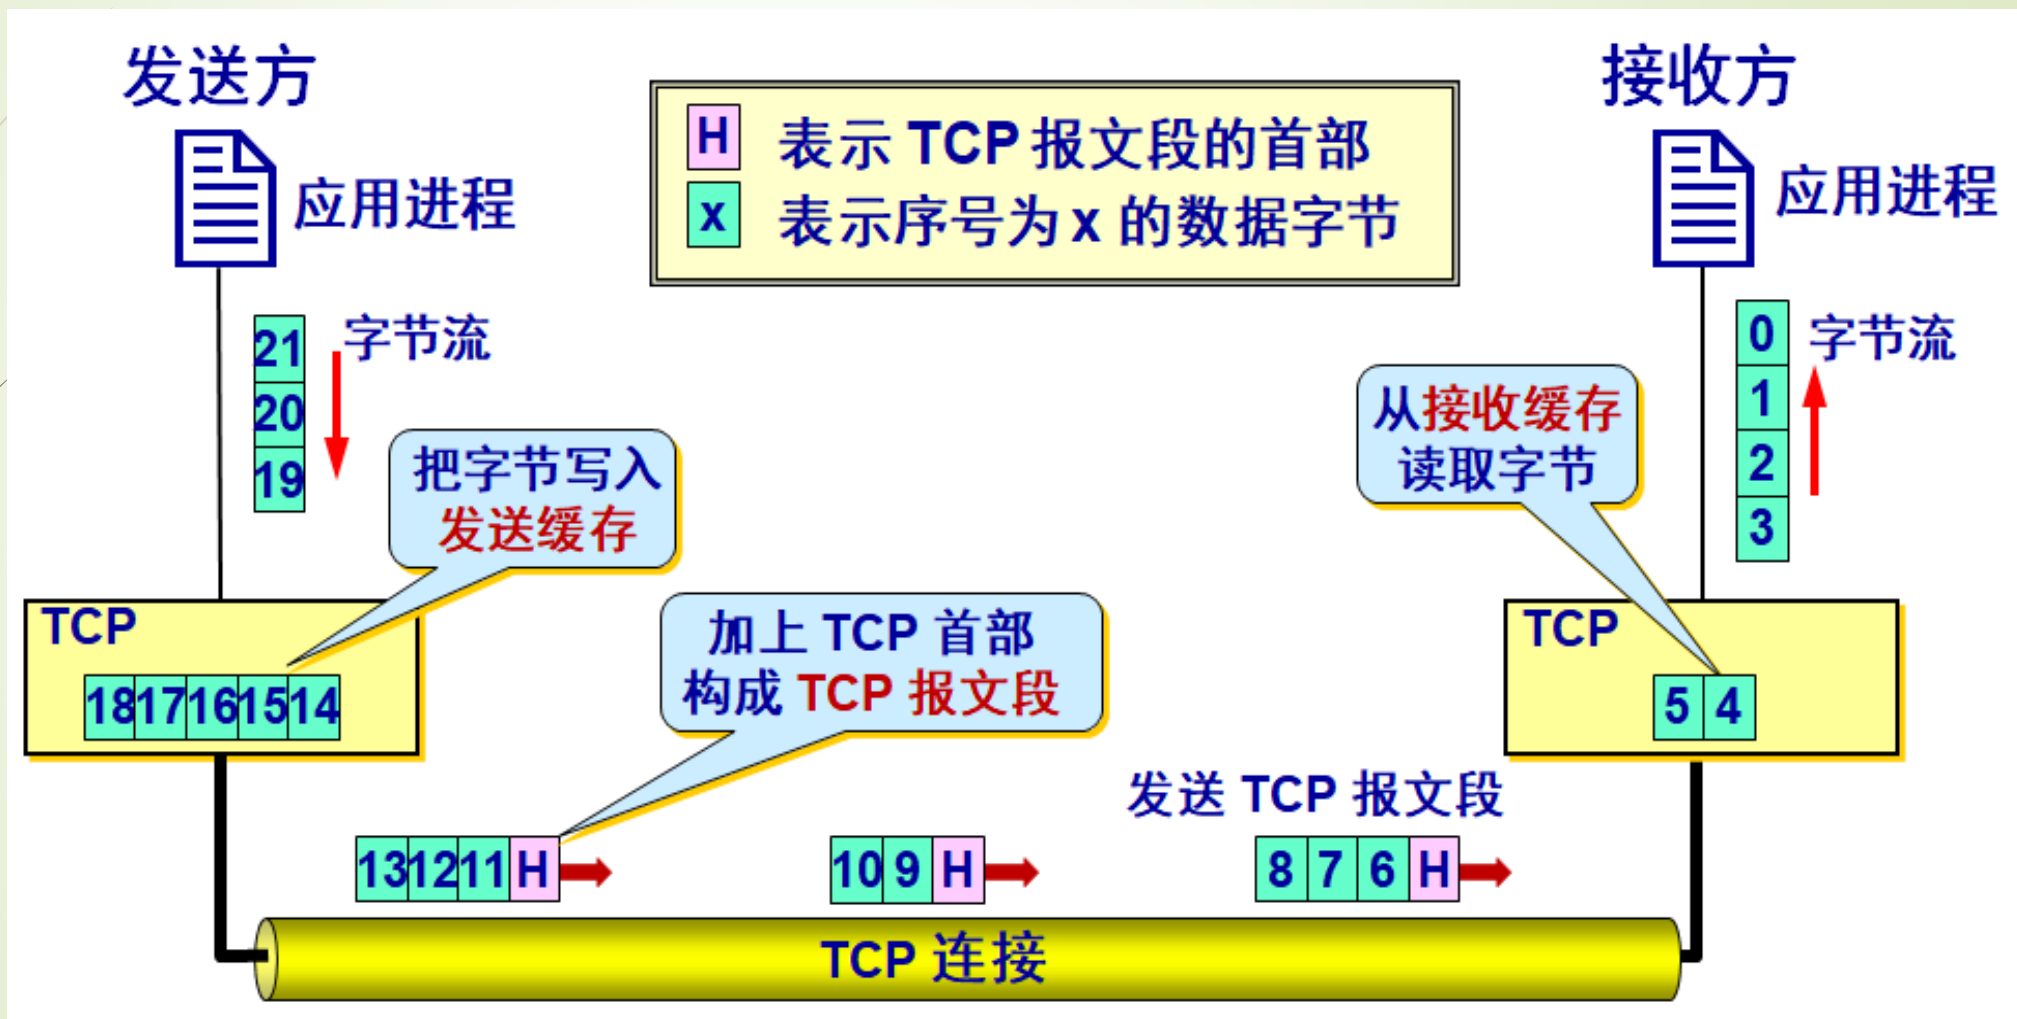 发送方
接收方
H 表示 TCP 报文段的首部
x 表示序号为 x 的数据字节
应用进程
应用进程
21
20
19
字节流
0
1
2
3
字节流
把字节写入
发送缓存
从接收缓存
读取字节
TCP
18 17 16 15 14
加上 TCP 首部
构成 TCP 报文段
TCP
5 4
发送 TCP 报文段
13 12 11 H
10 9 H
8 7 6 H
TCP 连接